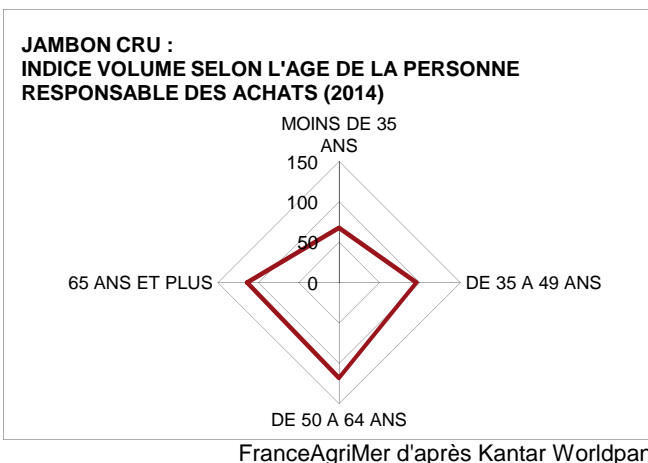 JAMBON CRU :
INDICE VOLUME SELON L'AGE DE LA PERSONNE
RESPONSABLE DES ACHATS (2014)
MOINS DE 35
ANS
150
100
50
0
65 ANS ET PLUS
DE 35 A 49 ANS
DE 50 A 64 ANS
FranceAgriMer d'après Kantar Worldpan